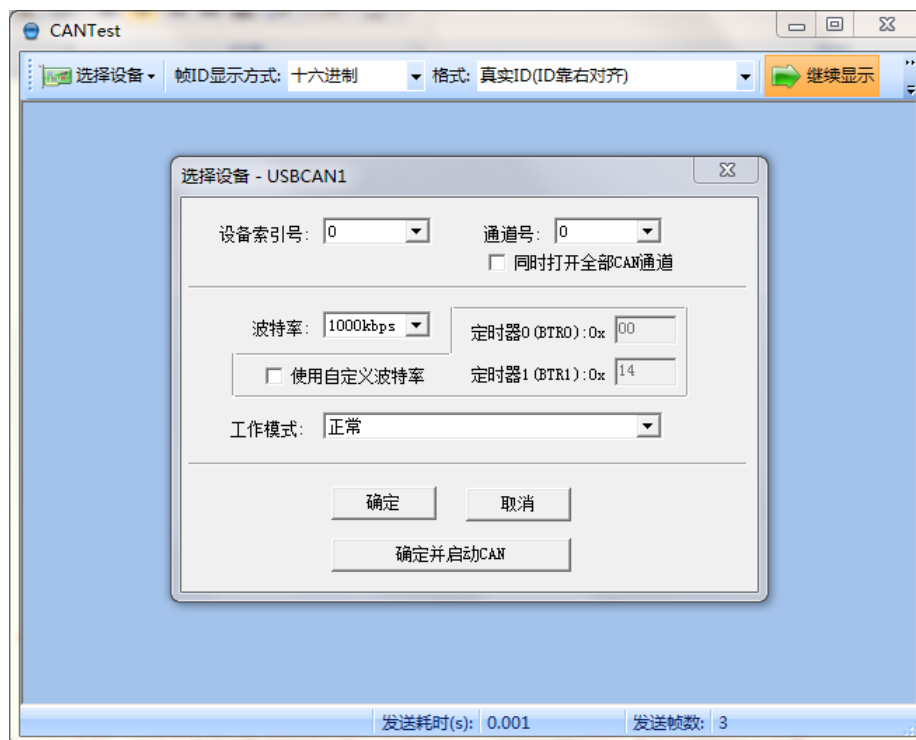 CANTest
选择设备 帧ID显示方式: 十六进制 格式: 真实ID(ID靠右对齐) 继续显示
选择设备 - USBCAN1
设备索引号: 0 通道号: 0
同时打开全部CAN通道
波特率: 1000kbps 定时器0(BTR0):0x 00
使用自定义波特率 定时器1(BTR1):0x 14
工作模式: 正常
确定 取消
确定并启动CAN
发送耗时(s): 0.001 发送帧数: 3